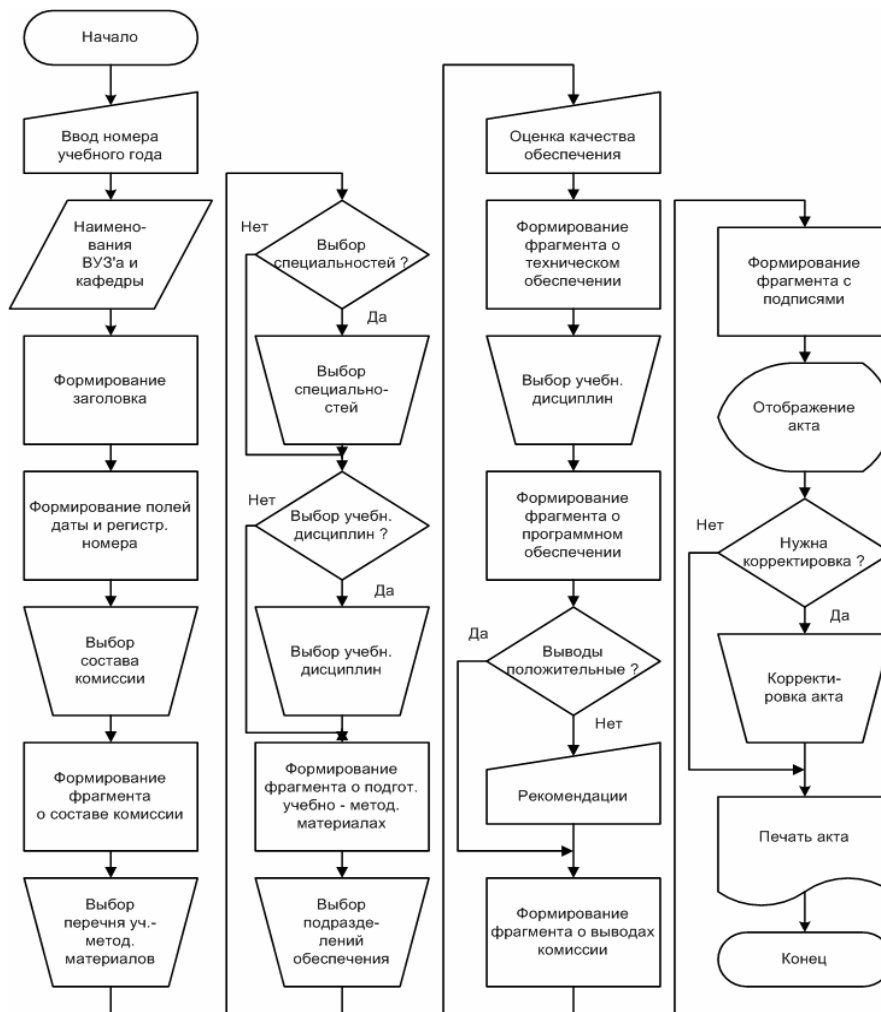 Начало
Ввод номера
учебного года
Наимено-
вания
ВУЗ'а и
кафедры
Формирование
заголовка
Формирование полей
даты и регистр.
номера
Выбор
состава
комиссии
Формирование
фрагмента
о составе комиссии
Выбор
перечня уч.-
метод.
материалов
Нет
Выбор
специальностей ?
Да
Выбор
специально-
стей
Нет
Выбор учебн.
дисциплин ?
Да
Выбор учебн.
дисциплин
Формирование
фрагмента о подгот.
учебно - метод.
материалах
Выбор
подразде-
лений
обеспечения
Оценка качества
обеспечения
Формирование
фрагмента о
техническом
обеспечении
Выбор учебн.
дисциплин
Формирование
фрагмента о
программном
обеспечении
Да
Выводы
положительные ?
Нет
Рекомендации
Формирование
фрагмента о выводах
комиссии
Формирование
фрагмента с
подписями
Отображение
акта
Нет
Нужна
корректировка ?
Да
Корректи-
ровка акта
Печать акта
Конец